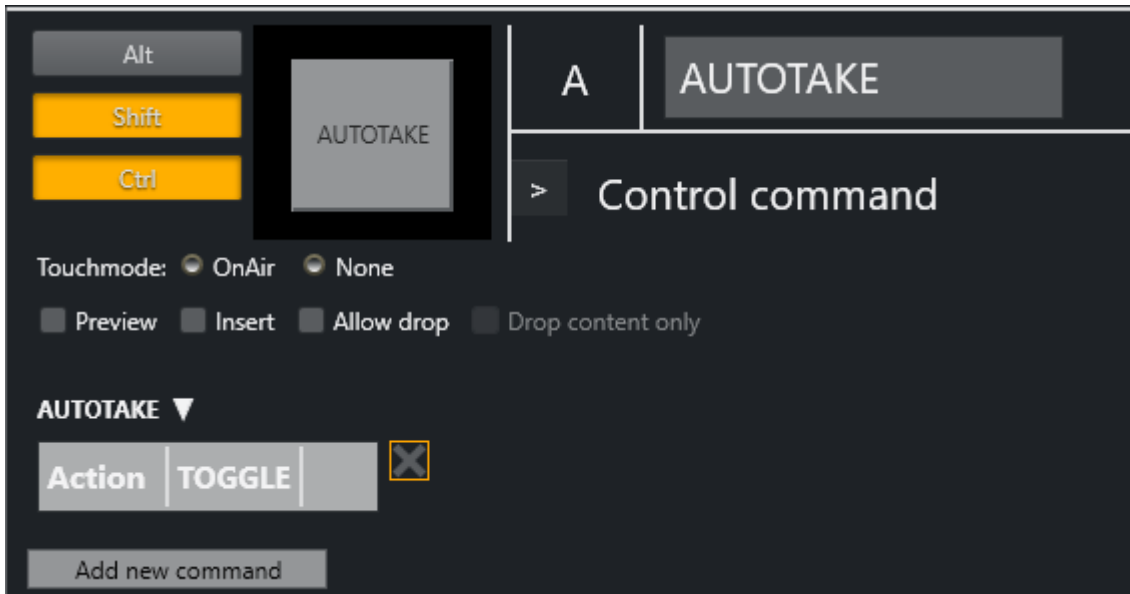 Alt
Shift
Ctrl
AUTOTAKE
A
AUTOTAKE
>
Control command
Touchmode: OnAir None
Preview Insert Allow drop Drop content only
AUTOTAKE ▼
Action TOGGLE
Add new command